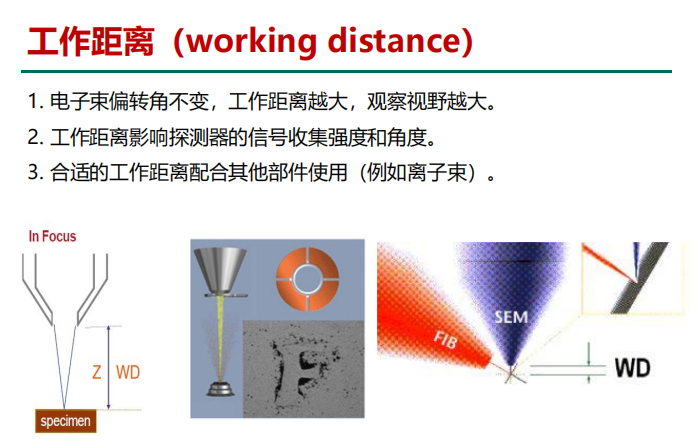 工作距离（working distance）
1. 电子束偏转角不变，工作距离越大，观察视野越大。
2. 工作距离影响探测器的信号收集强度和角度。
3. 合适的工作距离配合其他部件使用（例如离子束）。
In Focus
Z WD
specimen
F
FIB
SEM
WD